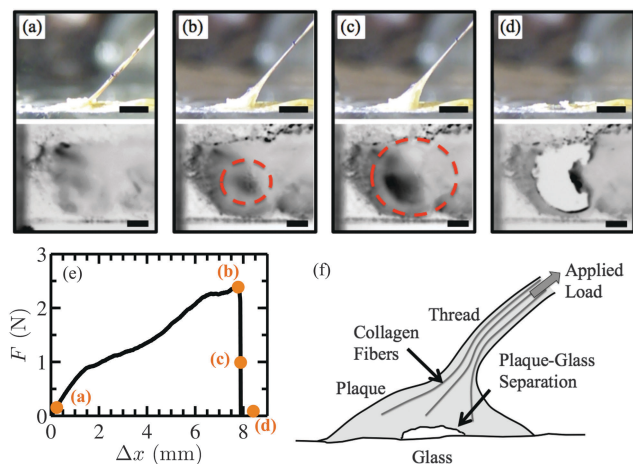 (a)
(b)
(c)
(d)
3
2
1
0
0
2
4
6
8
F (N)
Δx (mm)
(e)
(a)
(b)
(c)
(d)
(f)
Applied
Load
Thread
Collagen
Fibers
Plaque-Glass
Separation
Plaque
Glass